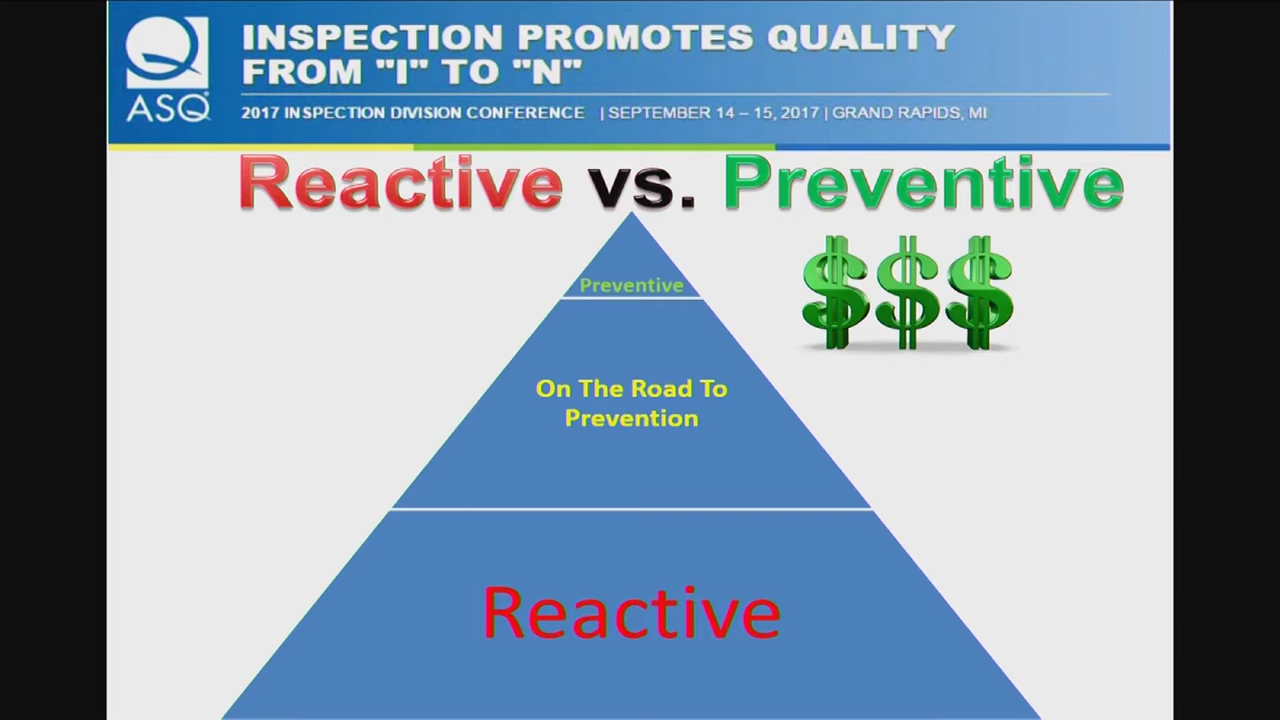 INSPECTION PROMOTES QUALITY
FROM "I" TO "N"
ASQ
2017 INSPECTION DIVISION CONFERENCE | SEPTEMBER 14 – 15, 2017 | GRAND RAPIDS, MI
Reactive vs. Preventive
$$$
Preventive
On The Road To
Prevention
Reactive